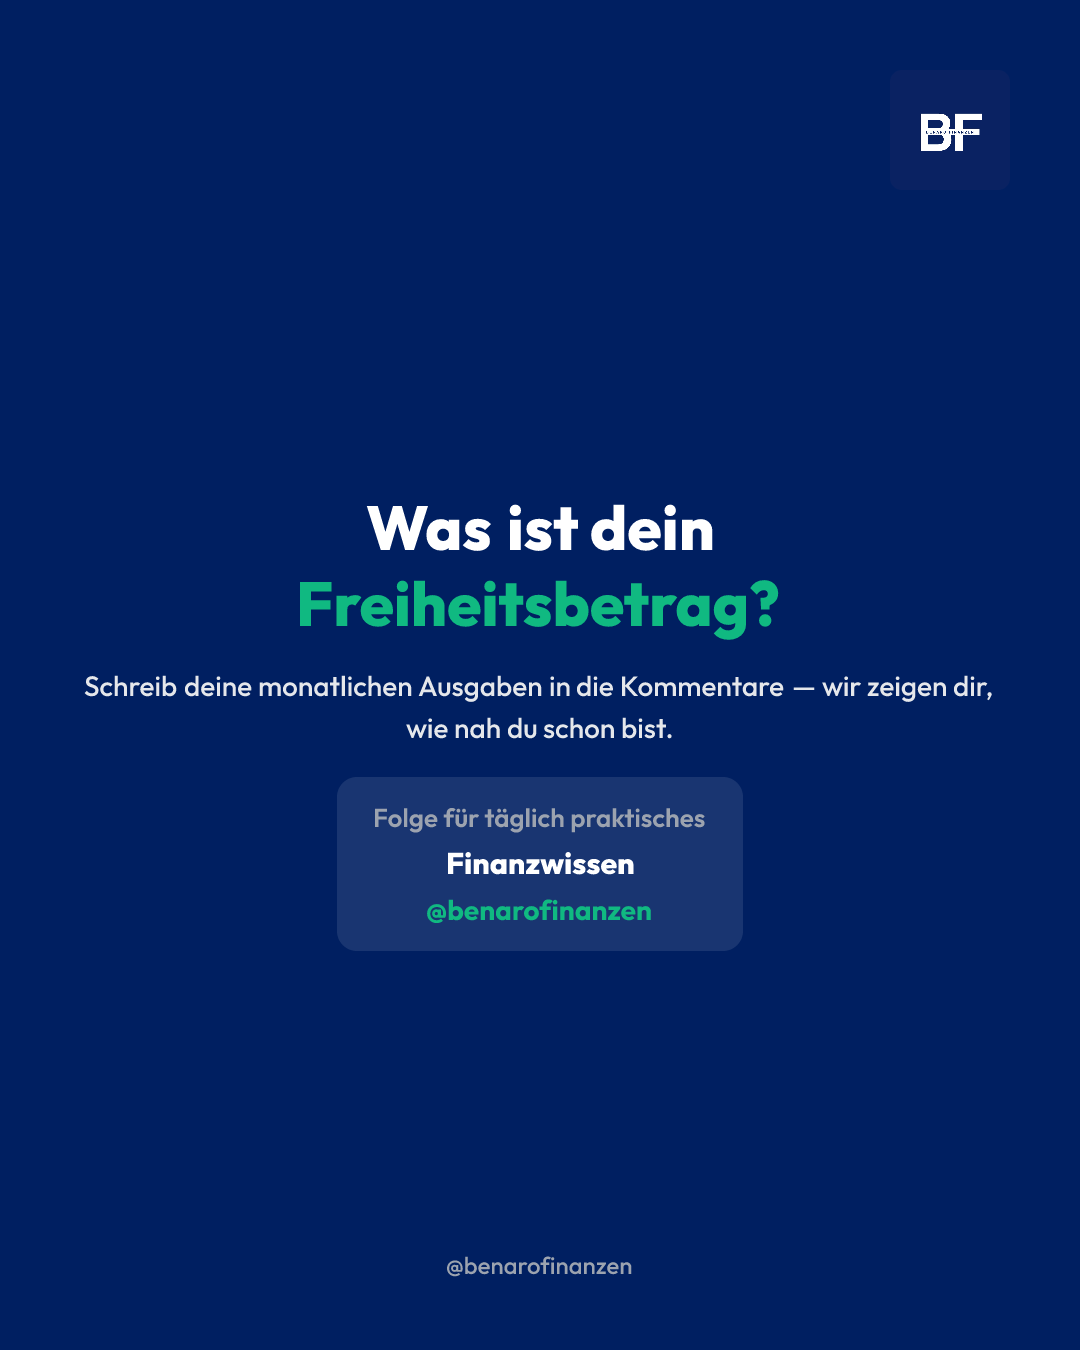 BF
Was ist dein
Freiheitsbetrag?
Schreib deine monatlichen Ausgaben in die Kommentare — wir zeigen dir,
wie nah du schon bist.
Folge für täglich praktisches
Finanzwissen
@benarofinanzen
@benarofinanzen